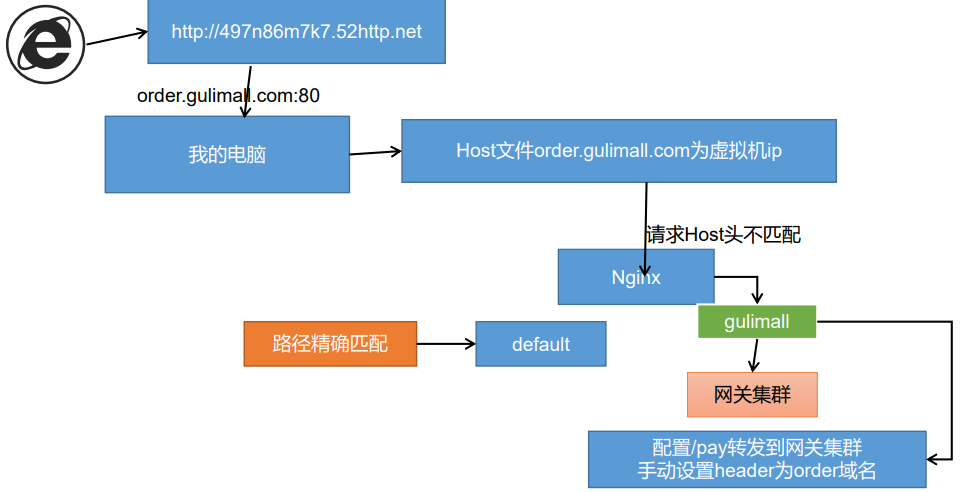 http://497n86m7k7.52http.net
order.gulimall.com:80
我的电脑
Host文件order.gulimall.com为虚拟机ip
请求Host头不匹配
Nginx
gulimall
路径精确匹配
default
网关集群
配置/pay转发到网关集群
手动设置header为order域名